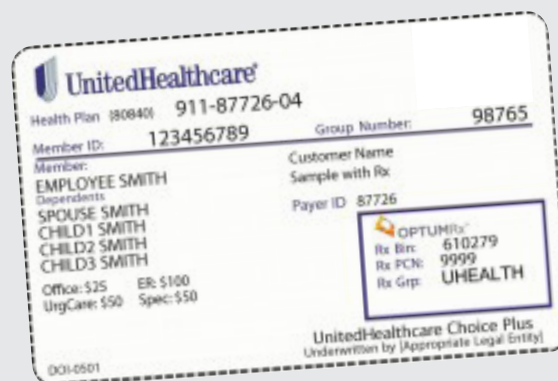 UnitedHealthcare®
Health Plan (80840) 911-87726-04
Member ID: 123456789 Group Number: 98765
Member:
EMPLOYEE SMITH
Dependents
SPOUSE SMITH
CHILD1 SMITH
CHILD2 SMITH
CHILD3 SMITH
Office: $25 ER: $100
UrgCare: $50 Spec: $50
Customer Name
Sample with Rx
Payer ID 87726
OPTUMRx™
Rx Bin: 610279
Rx PCN: 9999
Rx Grp: UHEALTH
DOI-0501
UnitedHealthcare Choice Plus
Underwritten by [Appropriate Legal Entity]